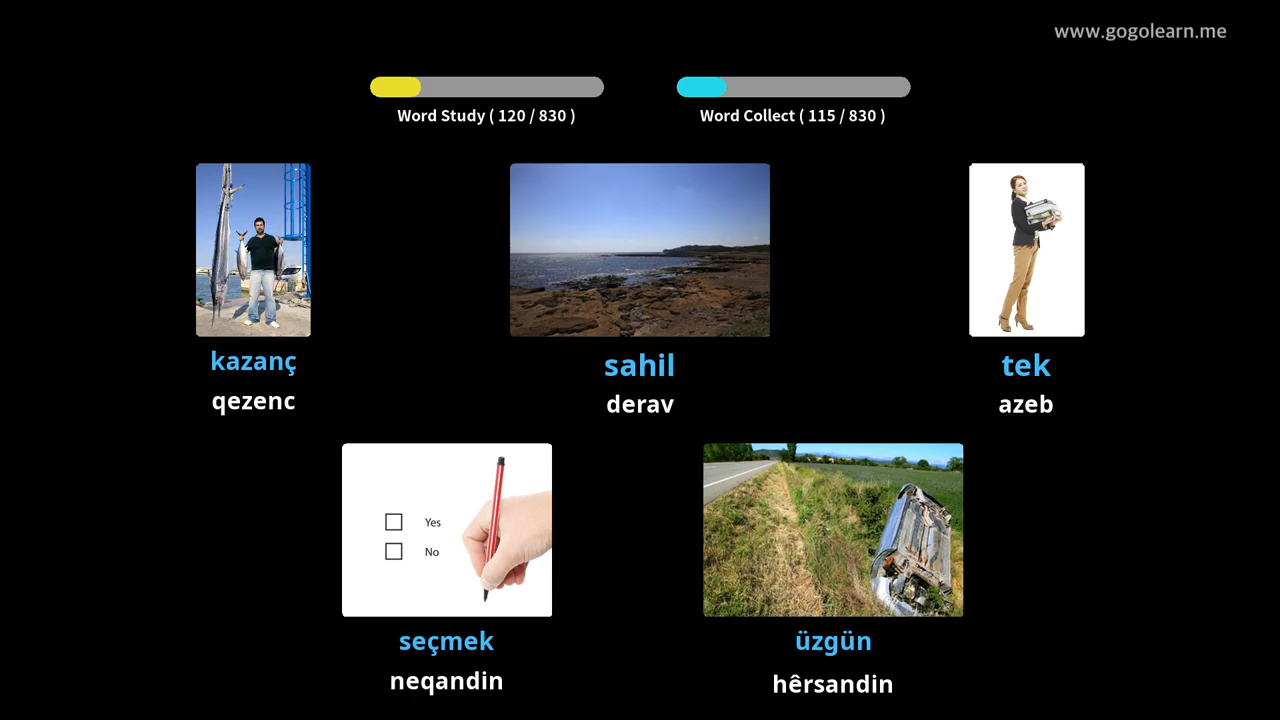 www.gogolearn.me
Word Study ( 120 / 830 )
Word Collect ( 115 / 830 )
kazanç
qezenc
sahil
derav
tek
azeb
Yes
No
seçmek
neqandin
üzgün
hêrsandin